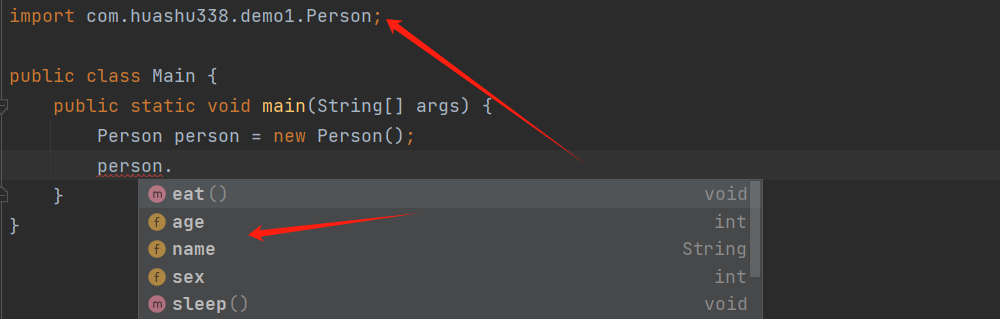 import com.huashu338.demo1.Person;
public class Main {
public static void main(String[] args) {
Person person = new Person();
person.
m eat() void
f age int
f name String
f sex int
m sleep() void
}
}